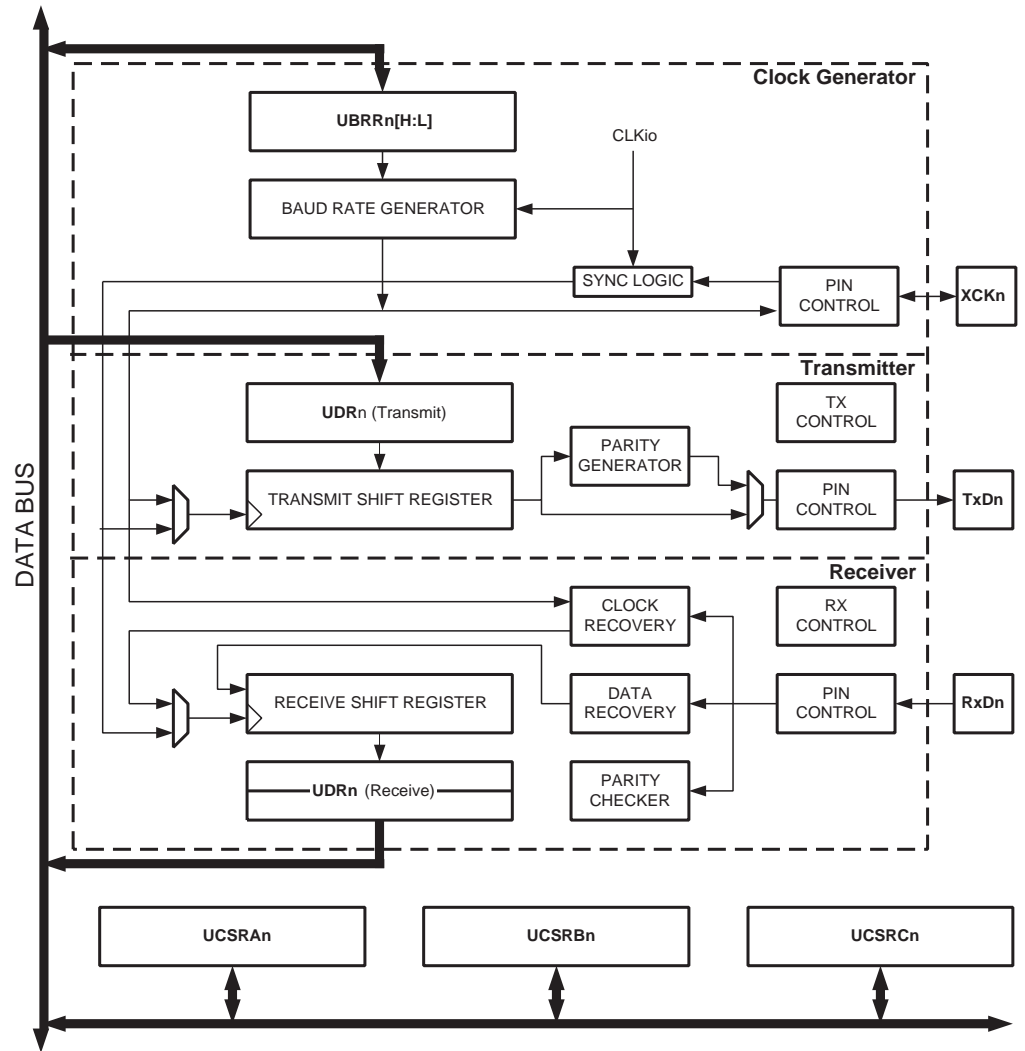 Clock Generator
UBRRn[H:L]
CLKio
BAUD RATE GENERATOR
SYNC LOGIC
PIN
CONTROL
XCKn
DATA BUS
Transmitter
UDRn (Transmit)
TX
CONTROL
PARITY
GENERATOR
TRANSMIT SHIFT REGISTER
PIN
CONTROL
TxDn
Receiver
CLOCK
RECOVERY
RX
CONTROL
RECEIVE SHIFT REGISTER
DATA
RECOVERY
PIN
CONTROL
RxDn
UDRn (Receive)
PARITY
CHECKER
UCSRAn
UCSRBn
UCSRCn